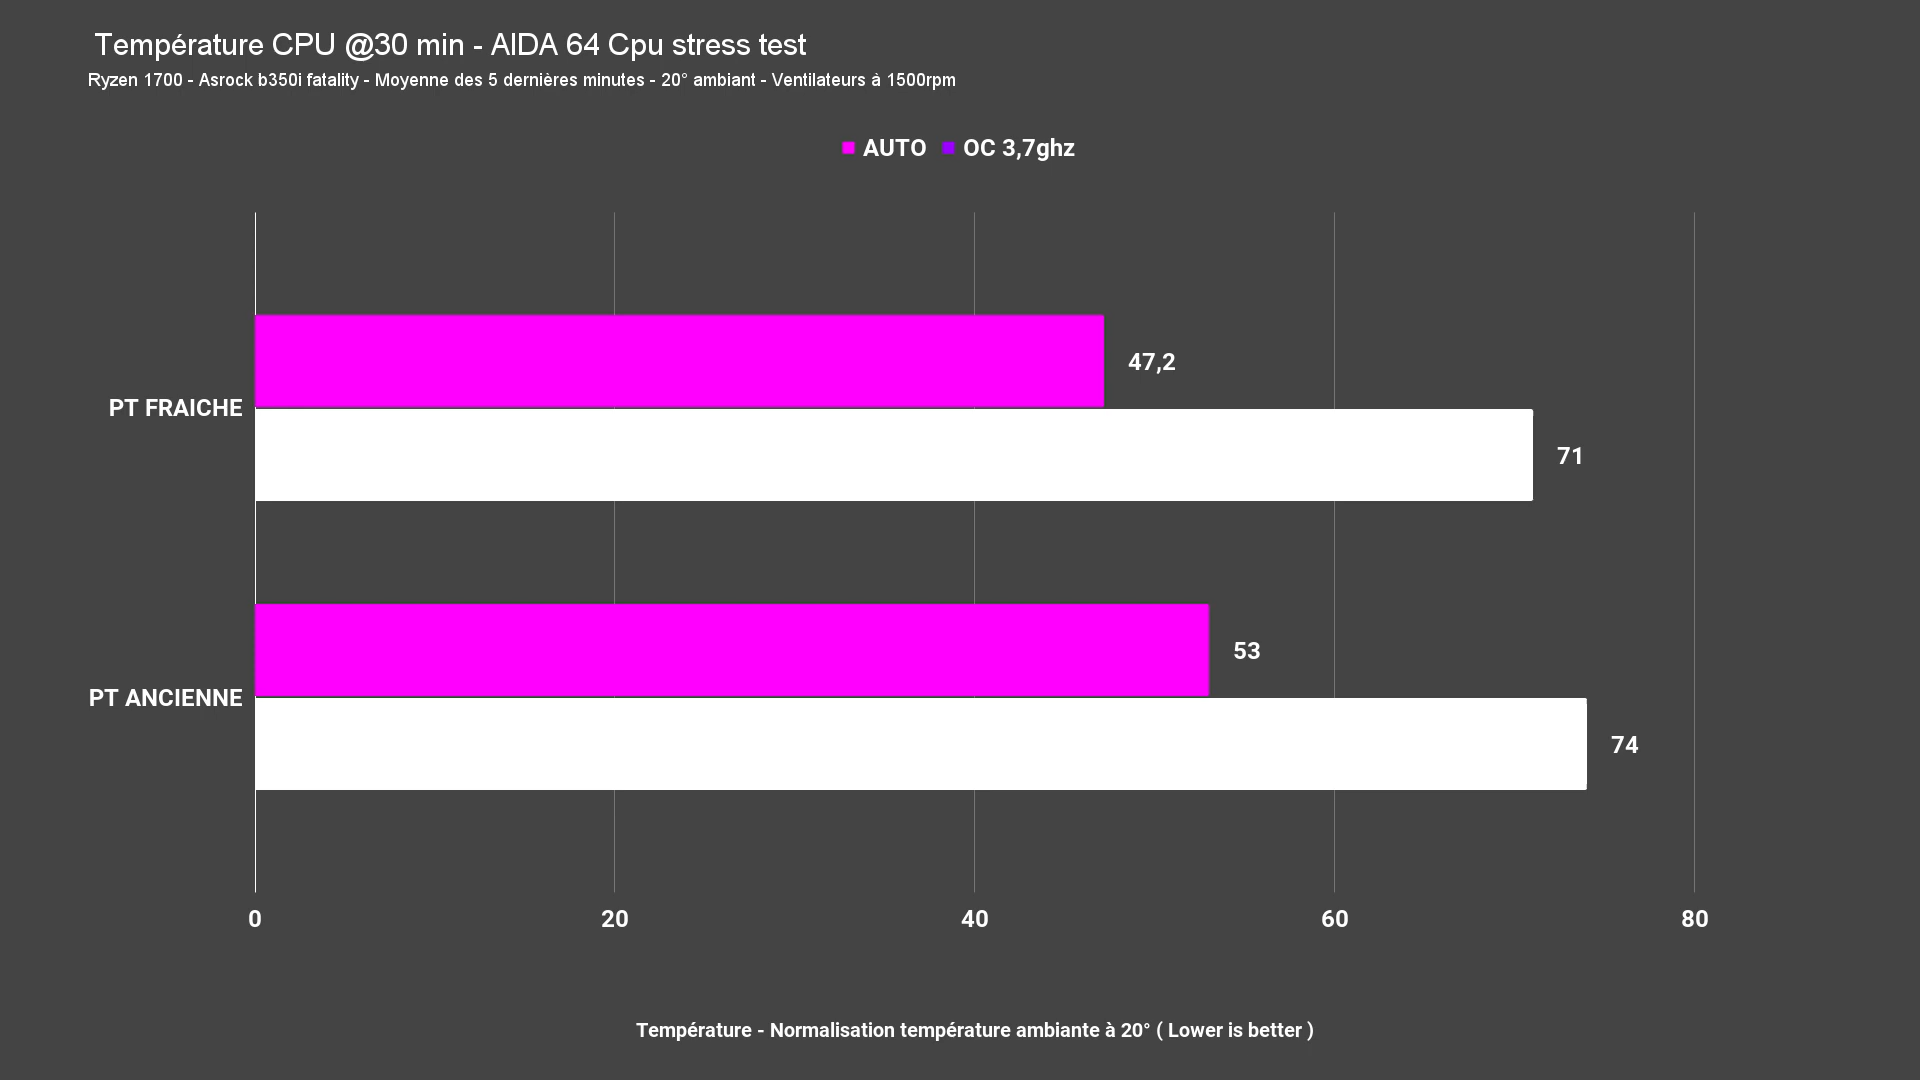 Température CPU @30 min - AIDA 64 Cpu stress test
Ryzen 1700 - Asrock b350i fatality - Moyenne des 5 dernières minutes - 20° ambiant - Ventilateurs à 1500rpm
AUTO OC 3,7ghz
47,2
PT FRAICHE
71
53
PT ANCIENNE
74
0 20 40 60 80
Température - Normalisation température ambiante à 20° ( Lower is better )